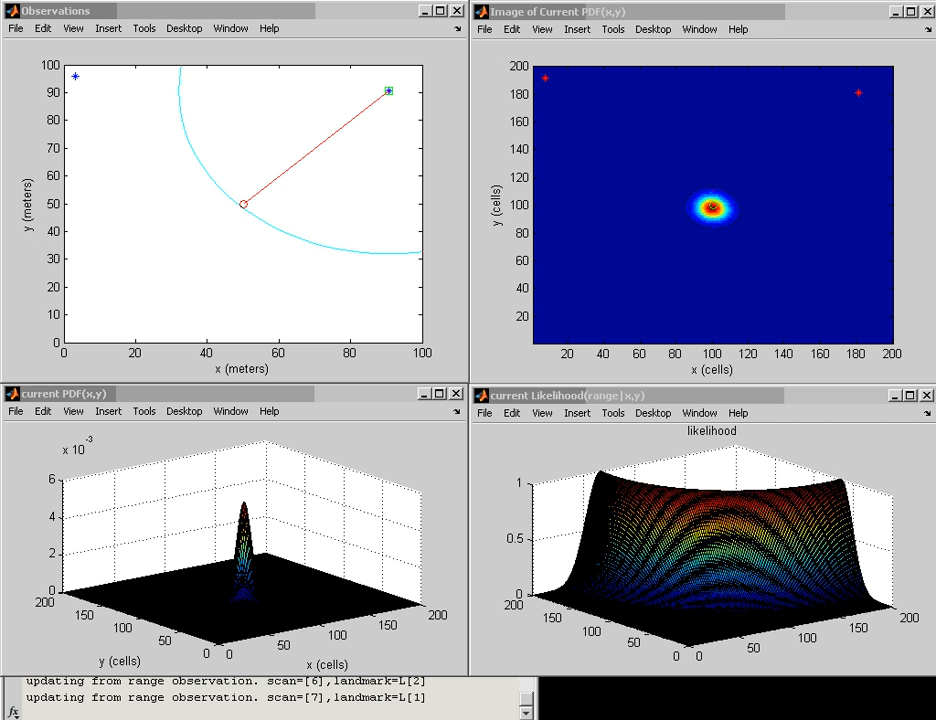 Observations
File Edit View Insert Tools Desktop Window Help
100
90
80
70
60
50
40
30
20
10
0
0 20 40 60 80 100
y (meters)
x (meters)
Image of Current PDF(x,y)
File Edit View Insert Tools Desktop Window Help
200
180
160
140
120
100
80
60
40
20
20 40 60 80 100 120 140 160 180 200
y (cells)
x (cells)
current PDF(x,y)
File Edit View Insert Tools Desktop Window Help
x 10-3
6
4
2
0
200
150
100
50
0
0
50
100
150
200
y (cells)
x (cells)
current Likelihood(range|x,y)
File Edit View Insert Tools Desktop Window Help
likelihood
1
0.5
0
200
150
100
50
0
0
50
100
150
200
updating from range observation. scan=[6],landmark=L[2]
updating from range observation. scan=[7],landmark=L[1]
fx